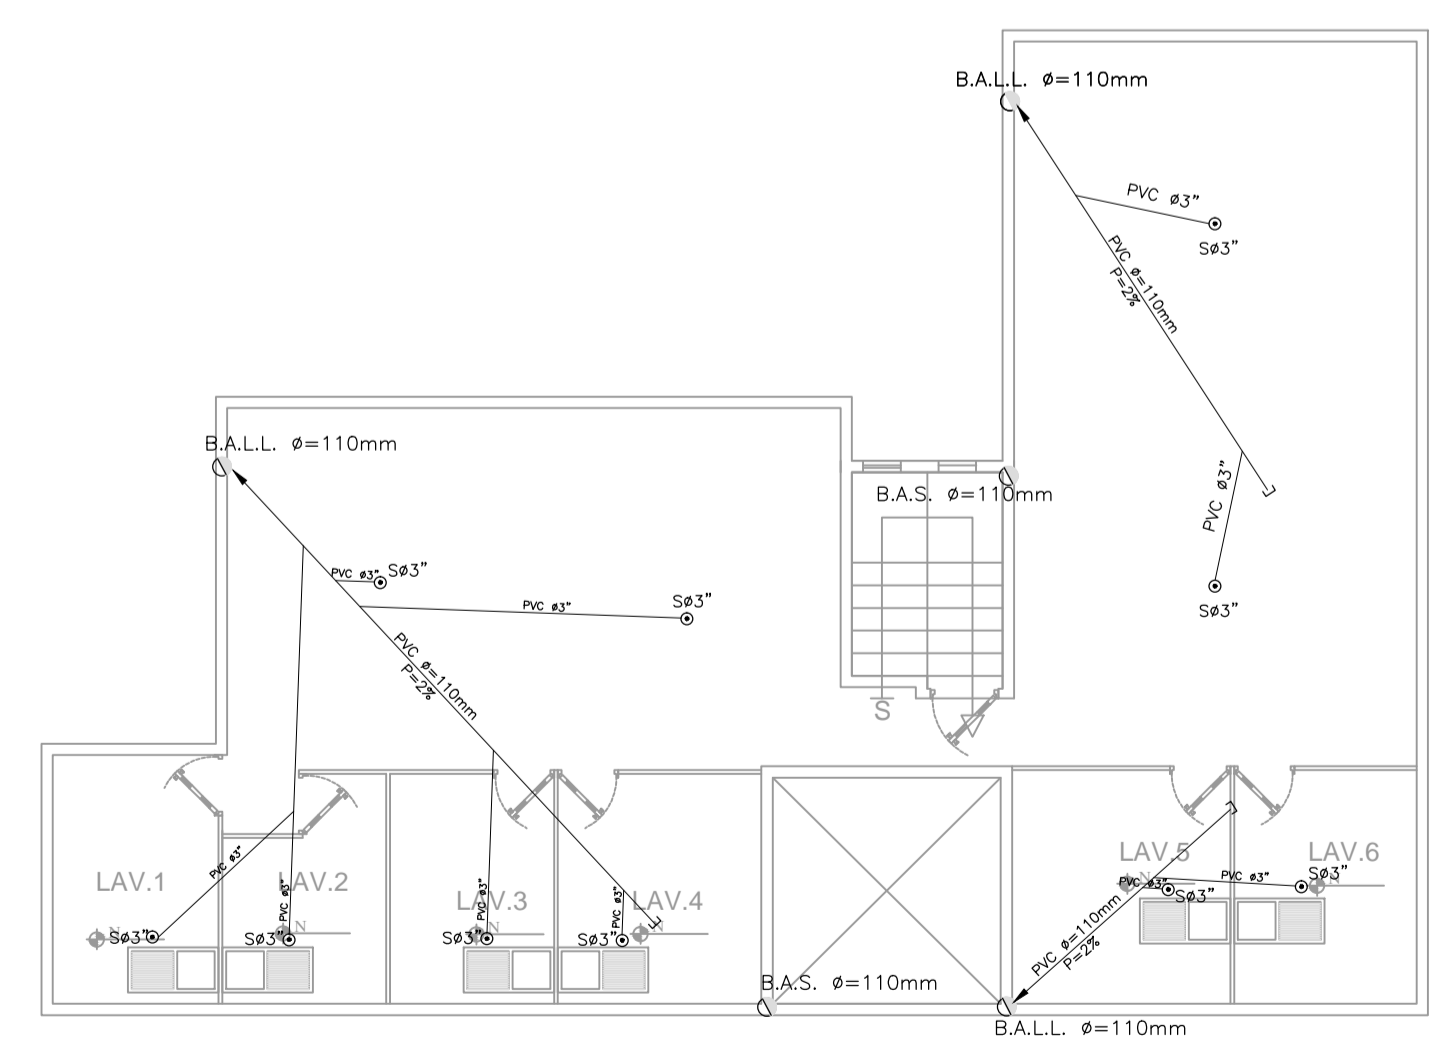 B.A.L.L. ø=110mm
PVC ø3"
Sø3"
PVC ø=110mm
P=2%
B.A.L.L. ø=110mm
B.A.S. ø=110mm
PVC ø3"
PVC ø3"
Sø3"
PVC ø3"
Sø3"
Sø3"
PVC ø=110mm
P=2%
S
LAV.1
PVC ø3"
LAV.2
PVC ø3"
LAV.3
PVC ø3"
LAV.4
PVC ø3"
LAV.5
LAV.6
PVC ø3"
PVC ø3"
Sø3"
Sø3"
N
N
N
N
N
N
Sø3"
Sø3"
Sø3"
Sø3"
PVC ø=110mm
P=2%
B.A.S. ø=110mm
B.A.L.L. ø=110mm